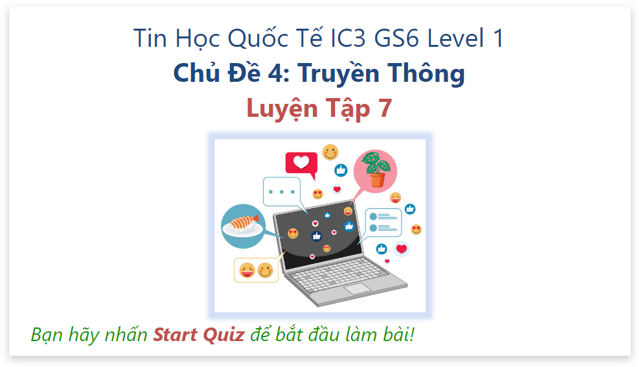 Tin Học Quốc Tế IC3 GS6 Level 1
Chủ Đề 4: Truyền Thông
Luyện Tập 7
Bạn hãy nhấn Start Quiz để bắt đầu làm bài!